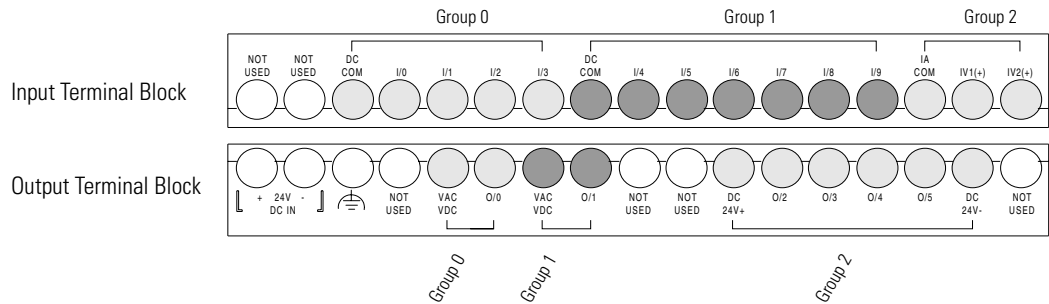 Group 0 Group 1 Group 2
NOT USED NOT USED DC COM I/0 I/1 I/2 I/3 DC COM I/4 I/5 I/6 I/7 I/8 I/9 IA COM IV1(+) IV2(+)
Input Terminal Block
Output Terminal Block
+ 24V - DC IN NOT USED VAC VDC O/0 VAC VDC O/1 NOT USED NOT USED DC 24V+ O/2 O/3 O/4 O/5 DC 24V- NOT USED
Group 0 Group 1 Group 2